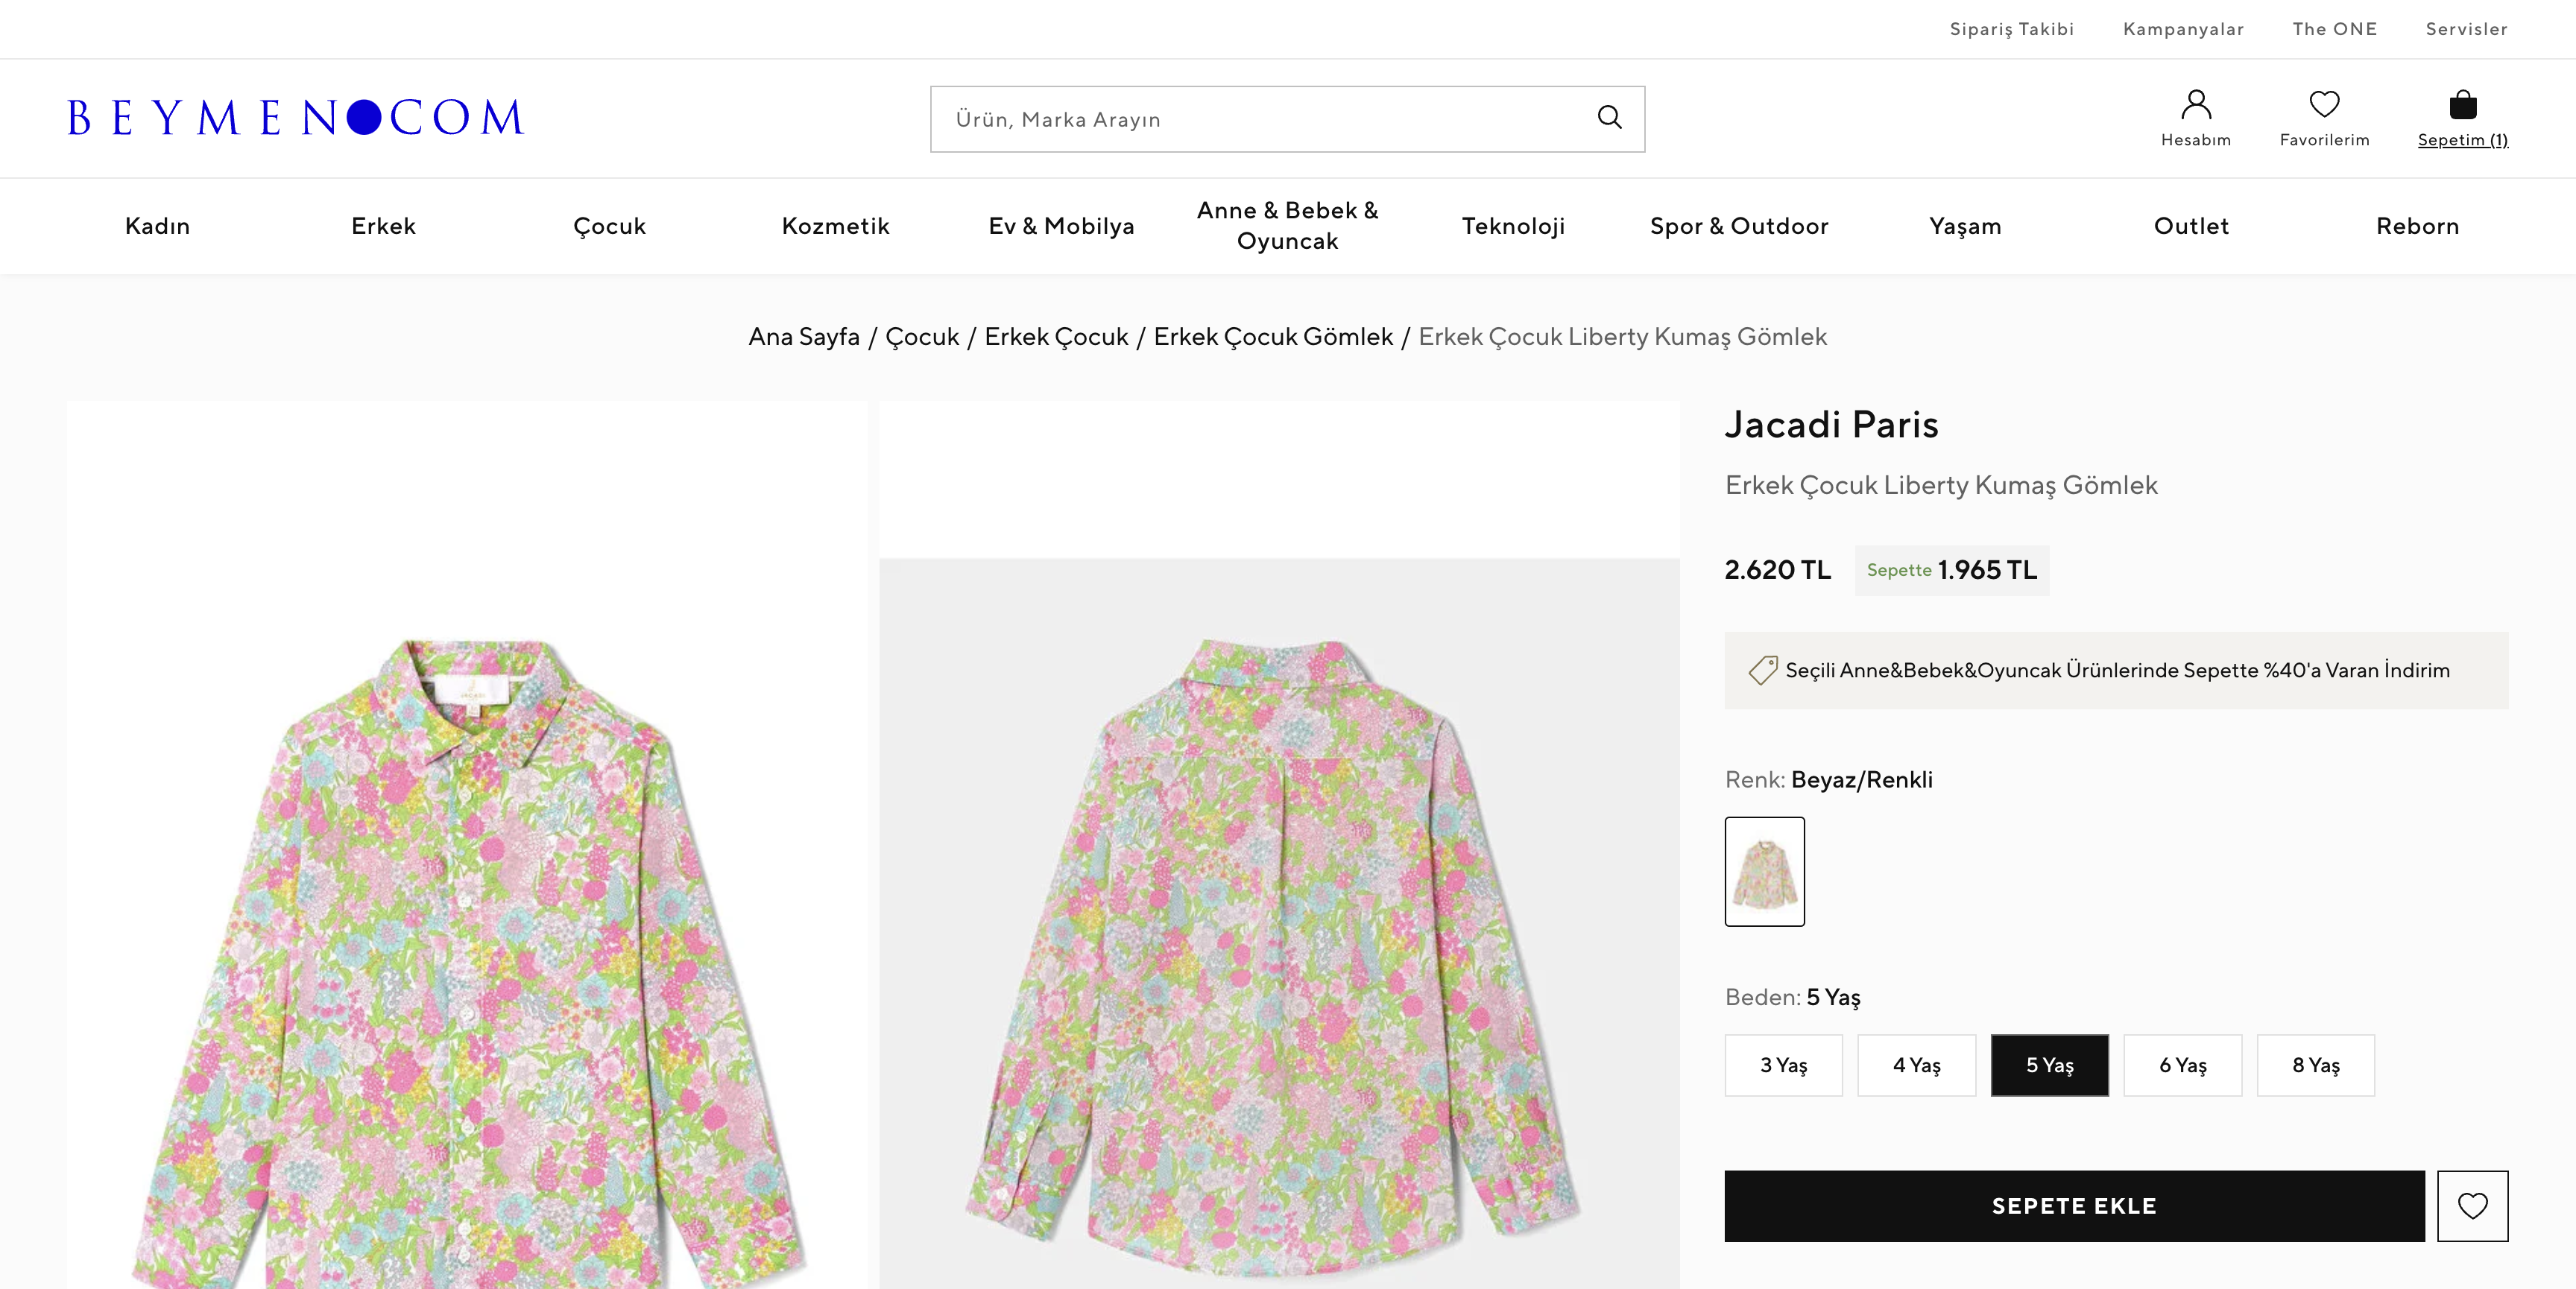 Sipariş Takibi Kampanyalar The ONE Servisler
BEYMEN COM
Ürün, Marka Arayın
Hesabım Favorilerim Sepetim (1)
Kadın Erkek Çocuk Kozmetik Ev & Mobilya Anne & Bebek & Oyuncak Teknoloji Spor & Outdoor Yaşam Outlet Reborn
Ana Sayfa / Çocuk / Erkek Çocuk / Erkek Çocuk Gömlek / Erkek Çocuk Liberty Kumaş Gömlek
Jacadi Paris
Erkek Çocuk Liberty Kumaş Gömlek
2.620 TL Sepette 1.965 TL
Seçili Anne&Bebek&Oyuncak Ürünlerinde Sepette %40'a Varan İndirim
Renk: Beyaz/Renkli
Beden: 5 Yaş
3 Yaş 4 Yaş 5 Yaş 6 Yaş 8 Yaş
SEPETE EKLE